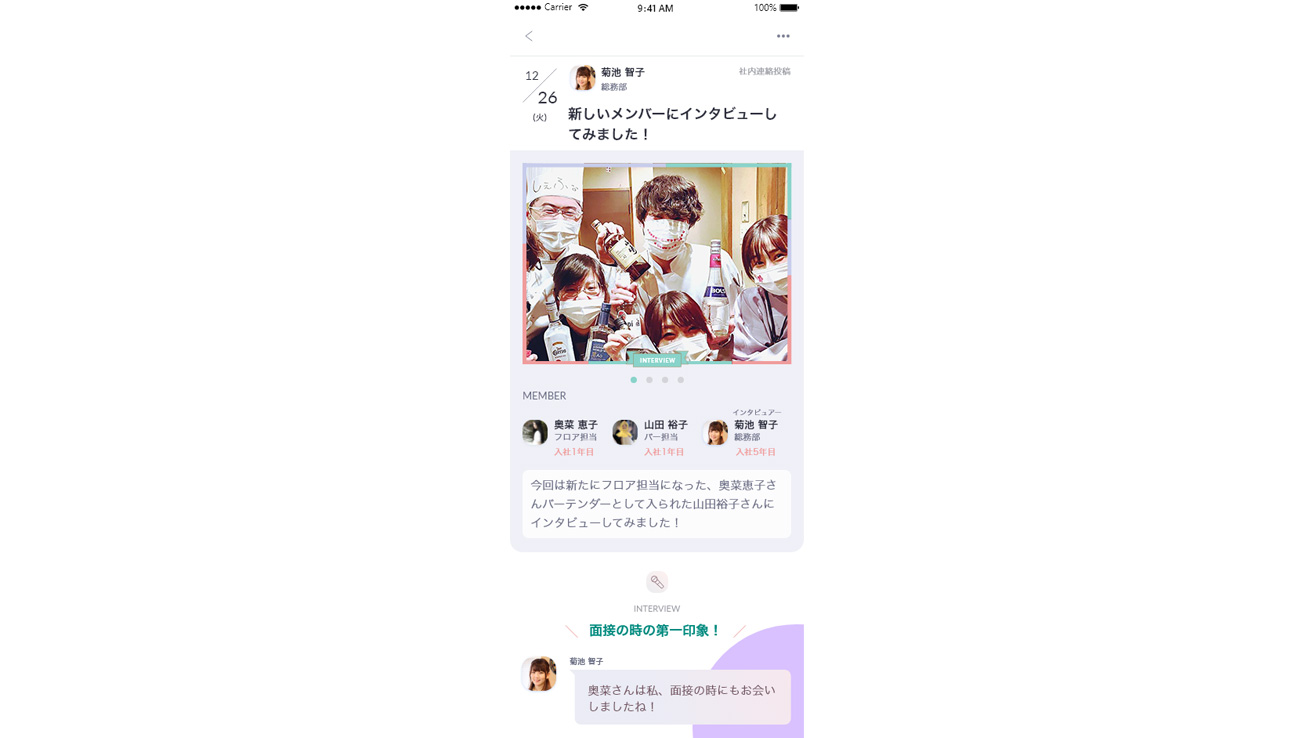 Carrier
9:41 AM
100%
12
26
(火)
菊池 智子
総務部
社内連絡投稿
新しいメンバーにインタビューし
てみました！
しぇふ
BOLS
INTERVIEW
MEMBER
奥菜 恵子
フロア担当
入社1年目
山田 裕子
バー担当
入社1年目
インタビュアー
菊池 智子
総務部
入社5年目
今回は新たにフロア担当になった、奥菜恵子さ
んバーテンダーとして入られた山田裕子さんに
インタビューしてみました！
INTERVIEW
面接の時の第一印象！
菊池 智子
奥菜さんは私、面接の時にもお会い
しましたね！